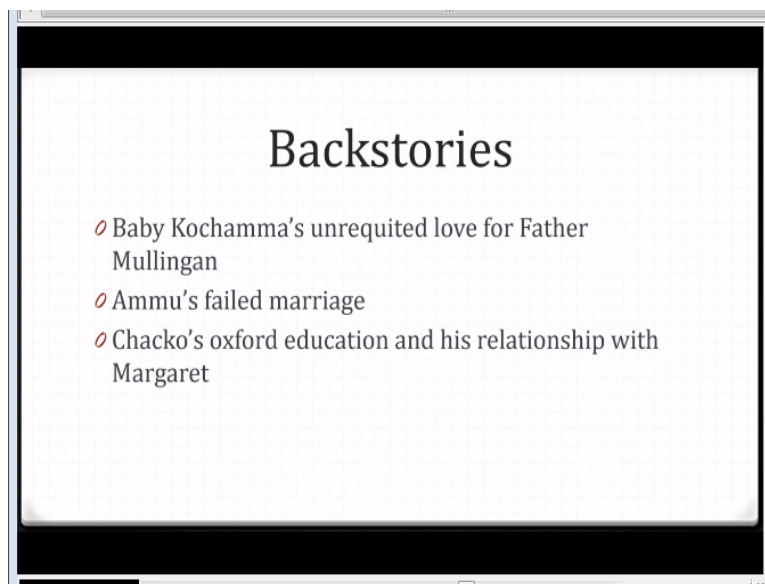 Backstories
Baby Kochamma’s unrequited love for Father
Mullingan
Ammu’s failed marriage
Chacko’s oxford education and his relationship with
Margaret